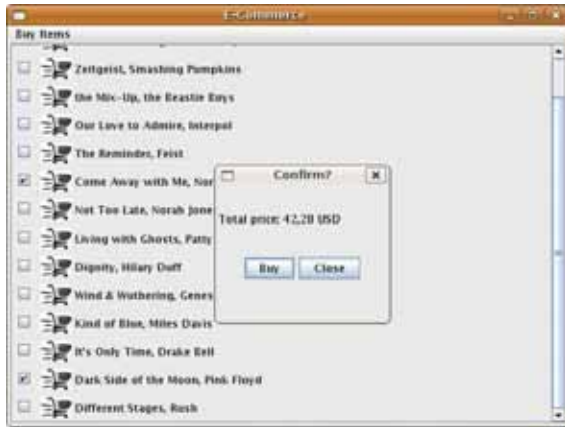 E-Commerce
Buy Items
Zeitgeist, Smashing Pumpkins
the Mix-Up, the Beastie Boys
Our Love to Admire, Interpol
The Reminder, Feist
Come Away with Me, Nor
Not Too Late, Norah Jone
Living with Ghosts, Patty
Dignity, Hilary Duff
Wind & Wuthering, Genes
Kind of Blue, Miles Davis
It's Only Time, Drake Bell
Dark Side of the Moon, Pink Floyd
Different Stages, Rush
Confirm?
Total price: 42,28 USD
Buy
Close